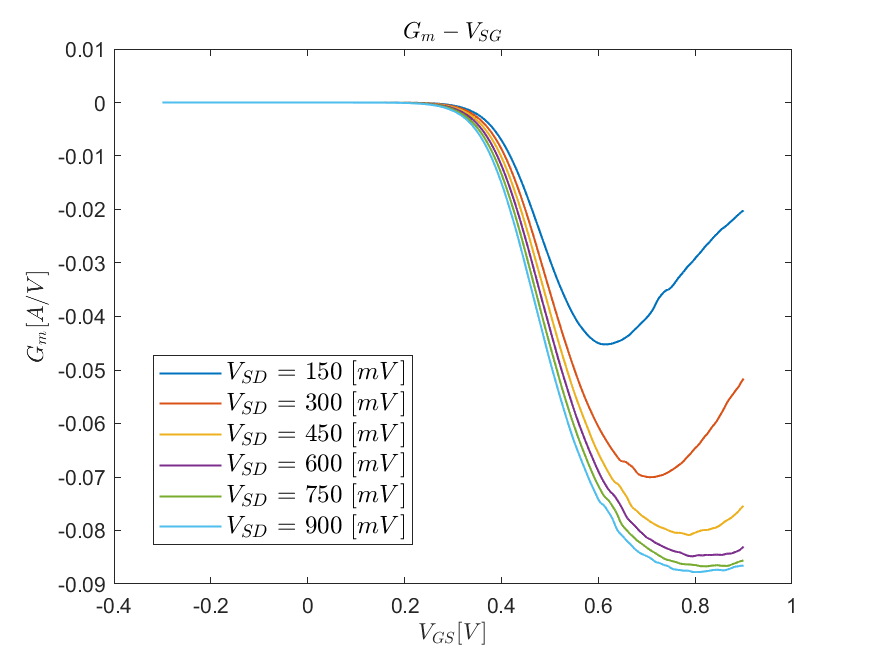 G_m − V_SG
0.01
0
-0.01
-0.02
-0.03
-0.04
-0.05
-0.06
-0.07
-0.08
-0.09
G_m[A/V]
V_SD = 150 [mV]
V_SD = 300 [mV]
V_SD = 450 [mV]
V_SD = 600 [mV]
V_SD = 750 [mV]
V_SD = 900 [mV]
-0.4 -0.2 0 0.2 0.4 0.6 0.8 1
V_GS[V]